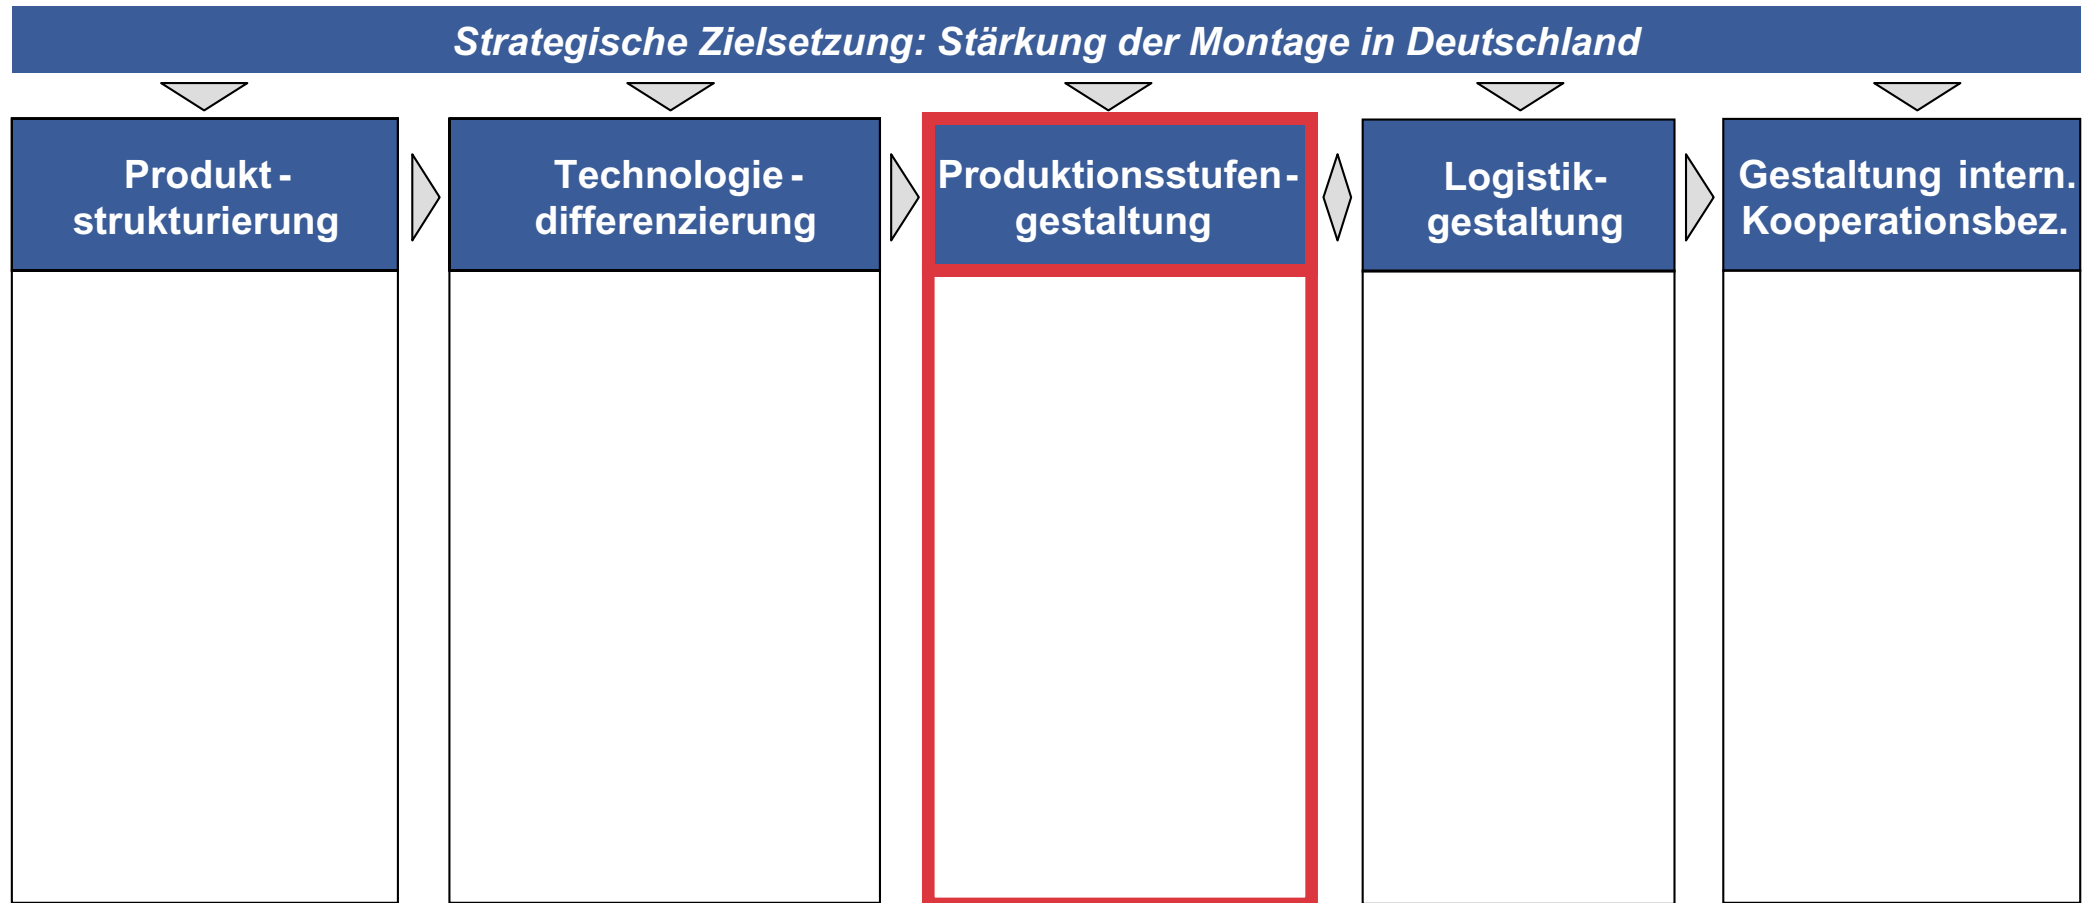 Strategische Zielsetzung: Stärkung der Montage in Deutschland
Produkt-
strukturierung
Technologie-
differenzierung
Produktionsstufen-
gestaltung
Logistik-
gestaltung
Gestaltung intern.
Kooperationsbez.